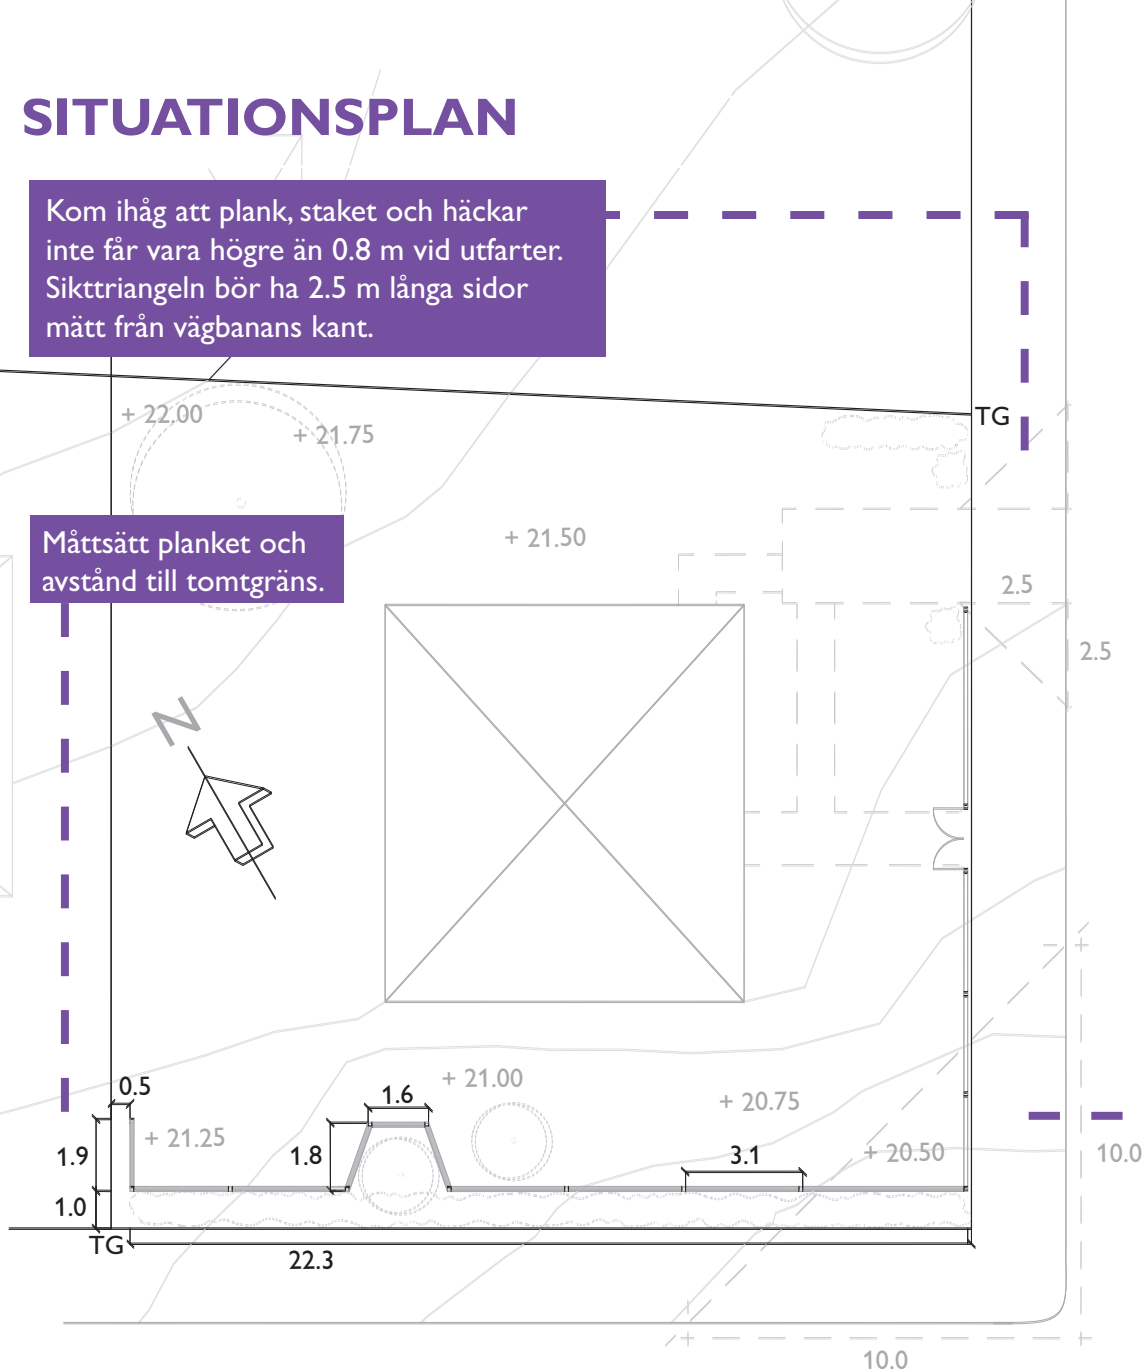 SITUATIONSPLAN
Kom ihåg att plank, staket och häckar
inte får vara högre än 0.8 m vid utfarter.
Sikttriangeln bör ha 2.5 m långa sidor
mätt från vägbanans kant.
+ 22.00
+ 21.75
TG
+ 21.50
Måttsätt planket och
avstånd till tomtgräns.
2.5
2.5
N
0.5
1.6
+ 21.00
+ 20.75
+ 21.25
1.9
1.8
3.1
+ 20.50
10.0
1.0
TG
22.3
10.0